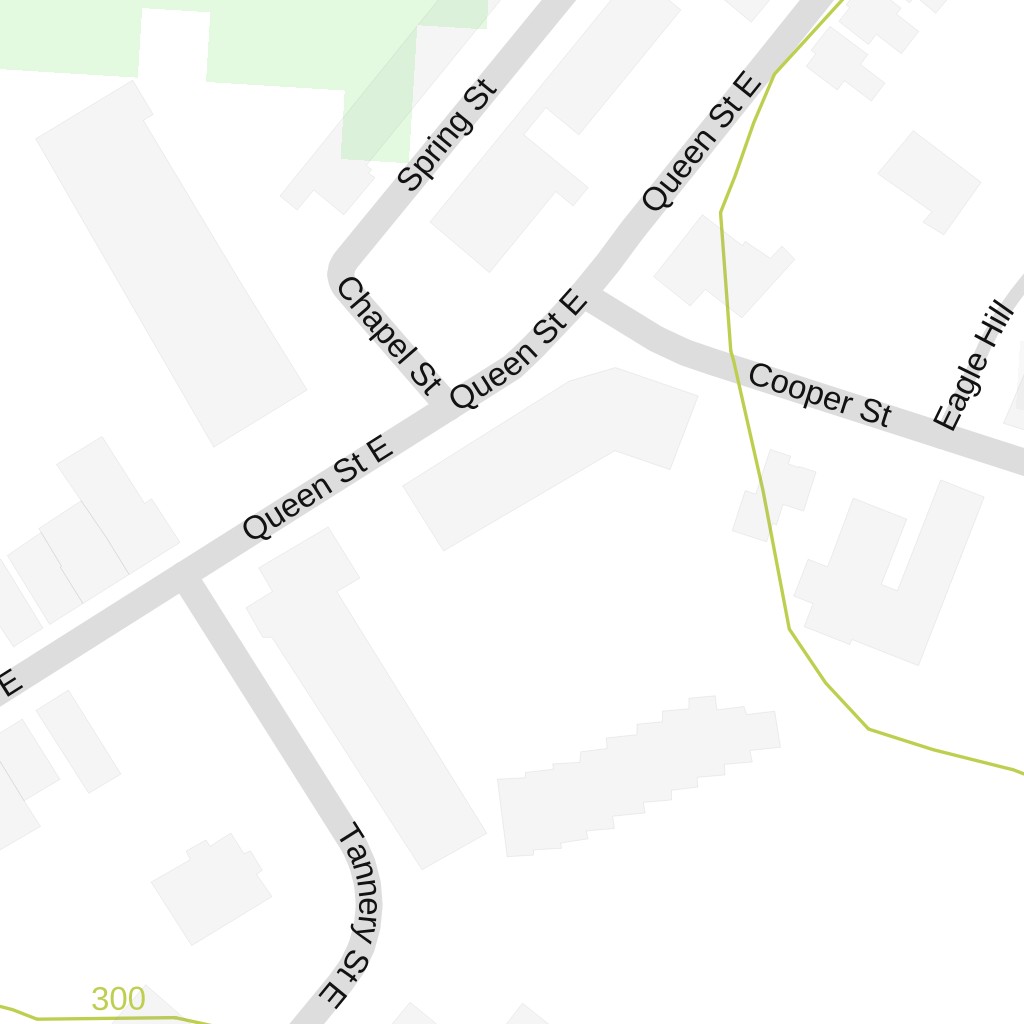 Spring St
Queen St E
Chapel St
Queen St E
Eagle Hill
Cooper St
Queen St E
E
Tannery St E
300